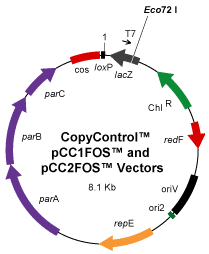 Eco72 I
T7
1
cos
loxP
lacZ
parC
Chl R
redF
parB
CopyControl™
pCC1FOS™ and
pCC2FOS™ Vectors
8.1 Kb
oriV
ori2
parA
repE